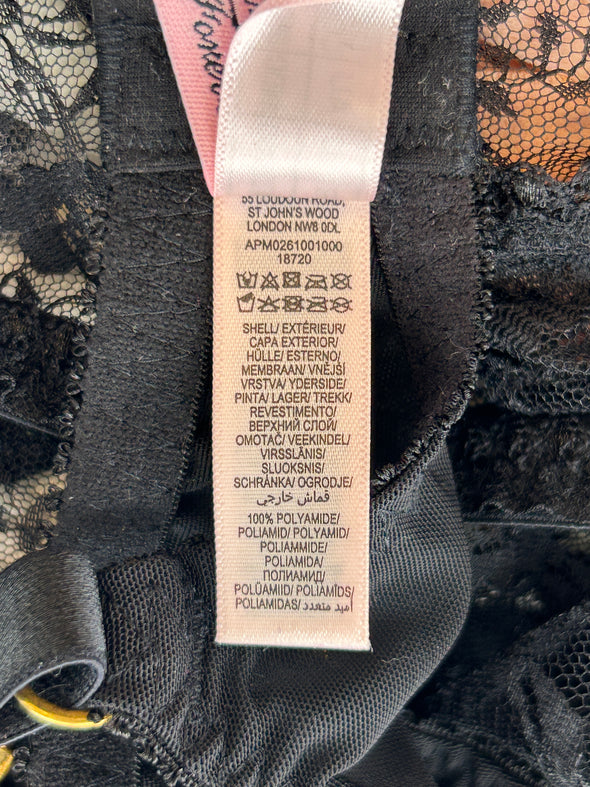 55 LOUDOUN ROAD,
ST JOHN'S WOOD
LONDON NW8 0DL
APM0261001000
18720
SHELL/ EXTÉRIEUR/
CAPA EXTERIOR/
HÜLLE/ ESTERNO/
MEMBRAAN/ VNĚJŠÍ
VRSTVA/ YDERSIDE/
PINTA/ LAGER/ TREKK/
REVESTIMENTO/
ВЕРХНИЙ СЛОЙ/
OMOTAČ/ VEEKINDEL/
VIRSSLĀNIS/
SLUOKSNIS/
SCHRÁNKA/ OGRODJE/
قماش خارجي
100% POLYAMIDE/
POLIAMID/ POLYAMID/
POLIAMMIDE/
POLIAMIDA/
ПОЛИАМИД/
POLÜAMIID/ POLIAMĪDS/
POLIAMIDAS/ أميد متعدد